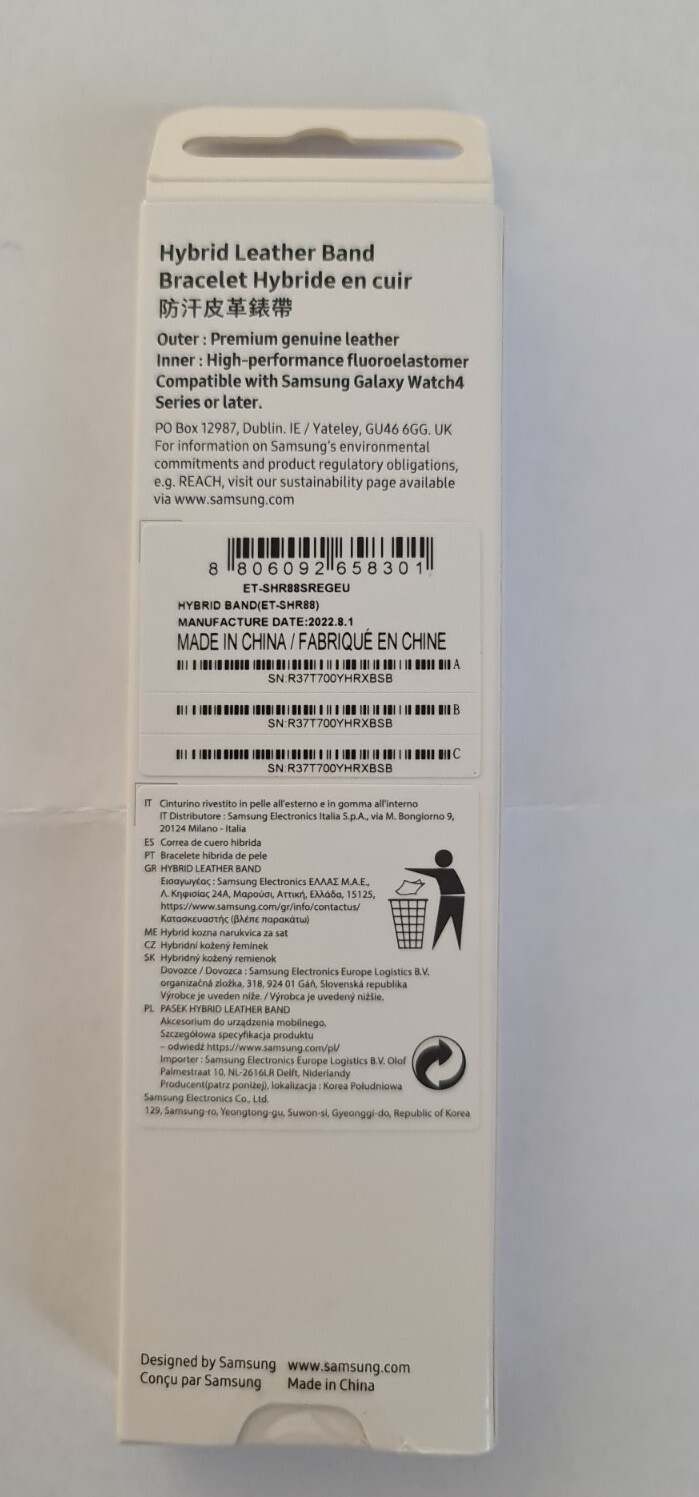 Hybrid Leather Band
Bracelet Hybride en cuir
防汗皮革錶帶
Outer : Premium genuine leather
Inner : High-performance fluoroelastomer
Compatible with Samsung Galaxy Watch4
Series or later.
PO Box 12987, Dublin. IE / Yateley, GU46 6GG. UK
For information on Samsung's environmental
commitments and product regulatory obligations,
e.g. REACH, visit our sustainability page available
via www.samsung.com
8 806092 658301
ET-SHR88SREGEU
HYBRID BAND(ET-SHR88)
MANUFACTURE DATE:2022.8.1
MADE IN CHINA / FABRIQUÉ EN CHINE
A
SN:R37T700YHRXBSB
B
SN:R37T700YHRXBSB
C
SN:R37T700YHRXBSB
IT Cinturino rivestito in pelle all'esterno e in gomma all'interno
IT Distributore : Samsung Electronics Italia S.p.A., via M. Bongiorno 9,
20124 Milano - Italia
ES Correa de cuero híbrida
PT Bracelete híbrida de pele
GR HYBRID LEATHER BAND
Εισαγωγέας : Samsung Electronics ΕΛΛΑΣ Μ.Α.Ε.,
Λ. Κηφισίας 24Α, Μαρούσι, Αττική, Ελλάδα, 15125,
https://www.samsung.com/gr/info/contactus/
Κατασκευαστής (βλέπε παρακάτω)
ME Hybrid kozna narukvica za sat
CZ Hybridní kožený řemínek
SK Hybridný kožený remienok
Dovozce / Dovozca : Samsung Electronics Europe Logistics B.V.
organizačná zložka, 318, 924 01 Gáň, Slovenská republika
Výrobce je uveden níže. / Výrobca je uvedený nižšie.
PL PASEK HYBRID LEATHER BAND
Akcesorium do urządzenia mobilnego.
Szczegółowa specyfikacja produktu
– odwiedź https://www.samsung.com/pl/
Importer : Samsung Electronics Europe Logistics B.V. Olof
Palmestraat 10, NL-2616LR Delft, Niderlandy
Producent(patrz poniżej), lokalizacja : Korea Południowa
Samsung Electronics Co., Ltd.
129, Samsung-ro, Yeongtong-gu, Suwon-si, Gyeonggi-do, Republic of Korea
Designed by Samsung www.samsung.com
Conçu par Samsung Made in China